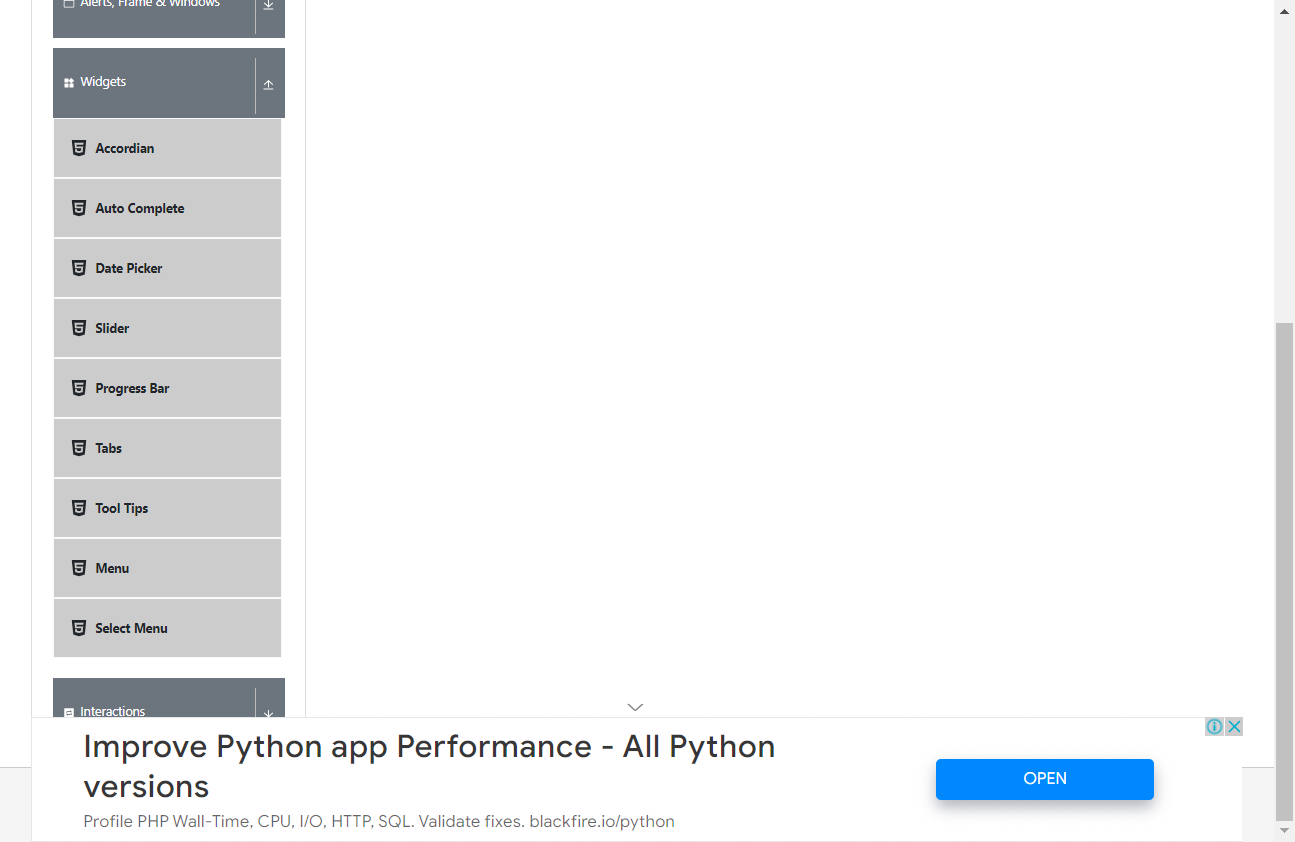 Alerts, Frame & Windows
Widgets
Accordian
Auto Complete
Date Picker
Slider
Progress Bar
Tabs
Tool Tips
Menu
Select Menu
Interactions
Improve Python app Performance - All Python
versions
Profile PHP Wall-Time, CPU, I/O, HTTP, SQL. Validate fixes. blackfire.io/python
OPEN